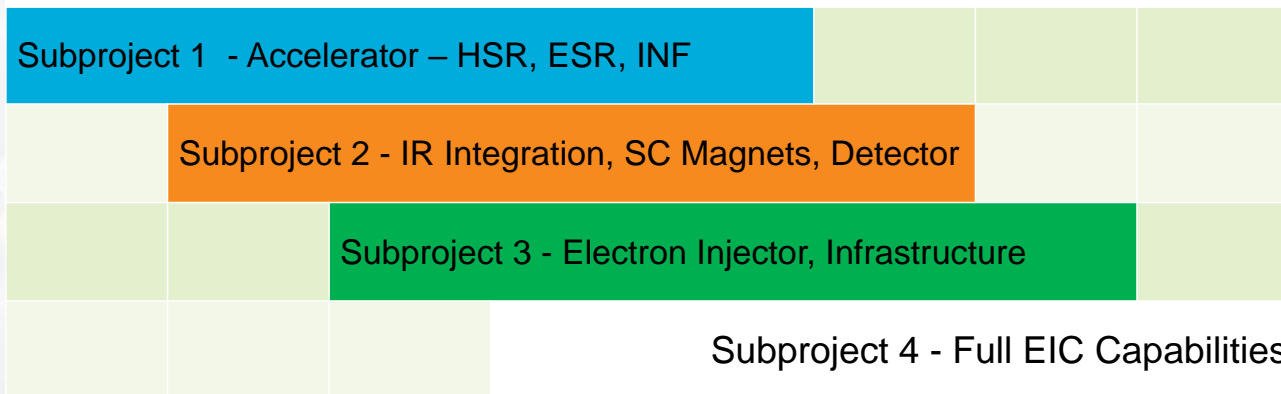 Subproject 1 - Accelerator – HSR, ESR, INF
Subproject 2 - IR Integration, SC Magnets, Detector
Subproject 3 - Electron Injector, Infrastructure
Subproject 4 - Full EIC Capabilities